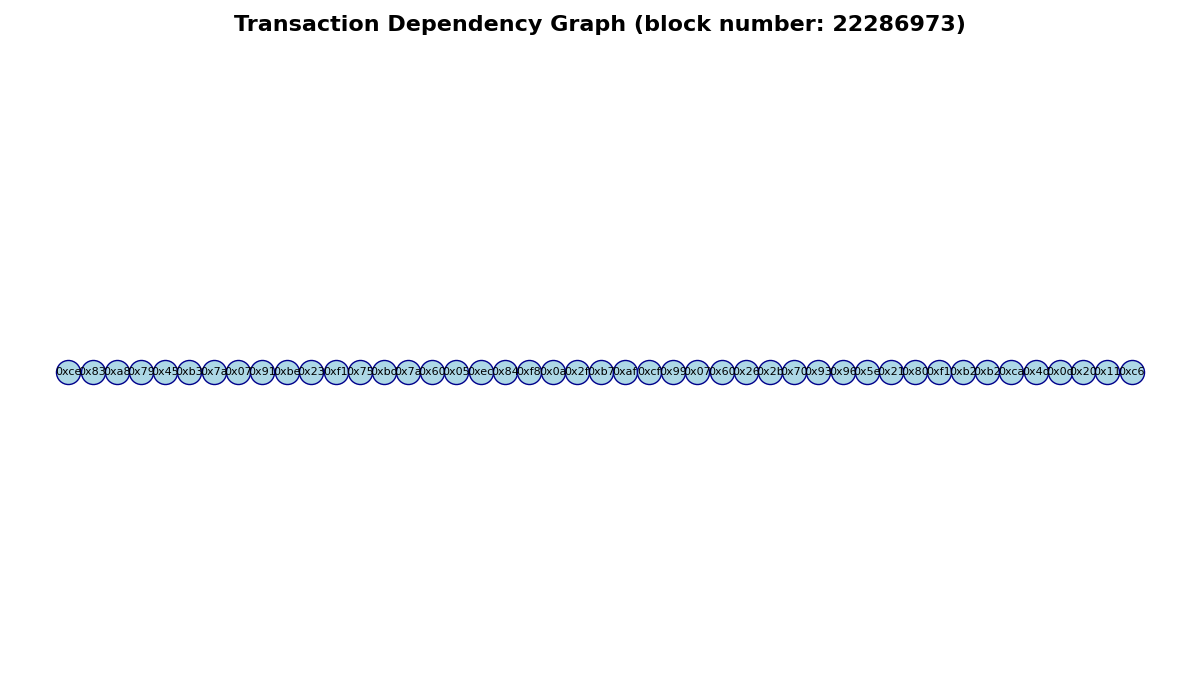 Transaction Dependency Graph (block number: 22286973)
0xce 0x83 0xa8 0x79 0x45 0xb3 0x7a 0x07 0x91 0xbe 0x23 0xf1 0x75 0xbd 0x7a 0x60 0x05 0xec 0x84 0xf8 0x0a 0x2f 0xb7 0xaf 0xcf 0x99 0x07 0x60 0x26 0x2b 0x70 0x93 0x96 0x5e 0x21 0x80 0xf1 0xb2 0xb2 0xca 0x4d 0x0d 0x20 0x11 0xc6